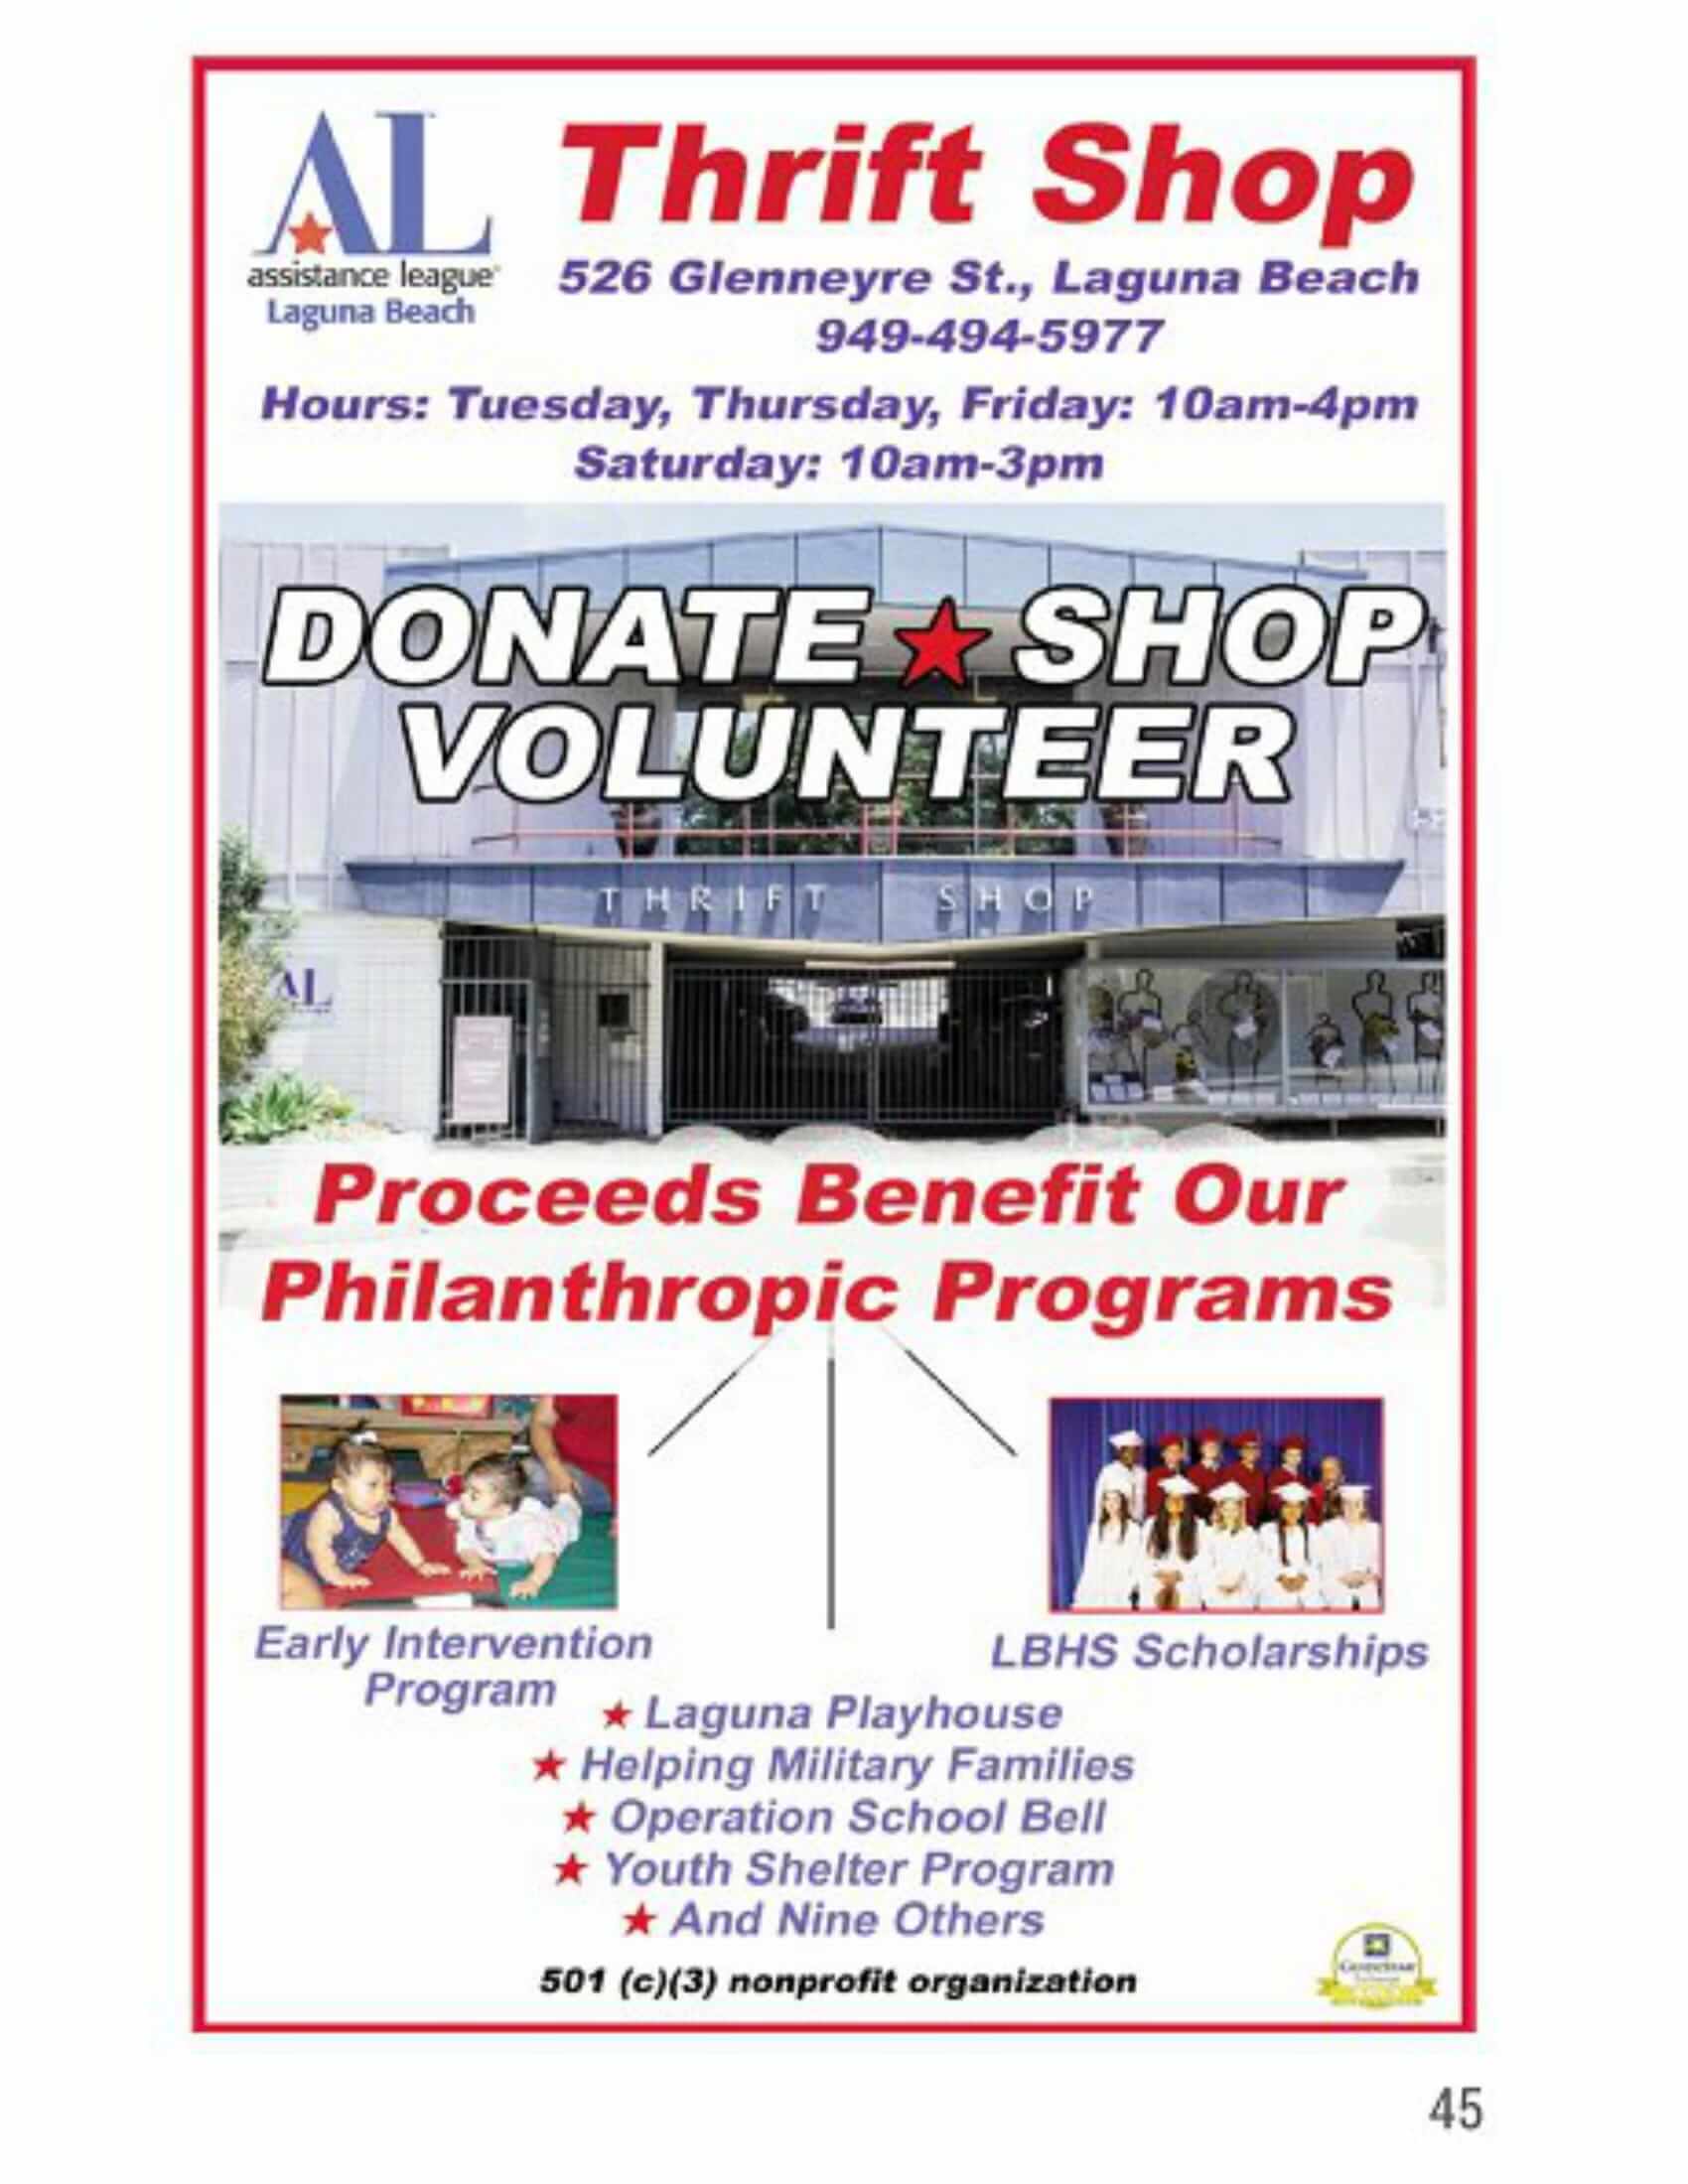 AL
assistance league
Laguna Beach
Thrift Shop
526 Glenneyre St., Laguna Beach
949-494-5977
Hours: Tuesday, Thursday, Friday: 10am-4pm
Saturday: 10am-3pm
DONATE ★ SHOP
VOLUNTEER
THRIFT SHOP
AL
Proceeds Benefit Our
Philanthropic Programs
Early Intervention
Program
LBHS Scholarships
★ Laguna Playhouse
★ Helping Military Families
★ Operation School Bell
★ Youth Shelter Program
★ And Nine Others
501 (c)(3) nonprofit organization
GuideStar
45